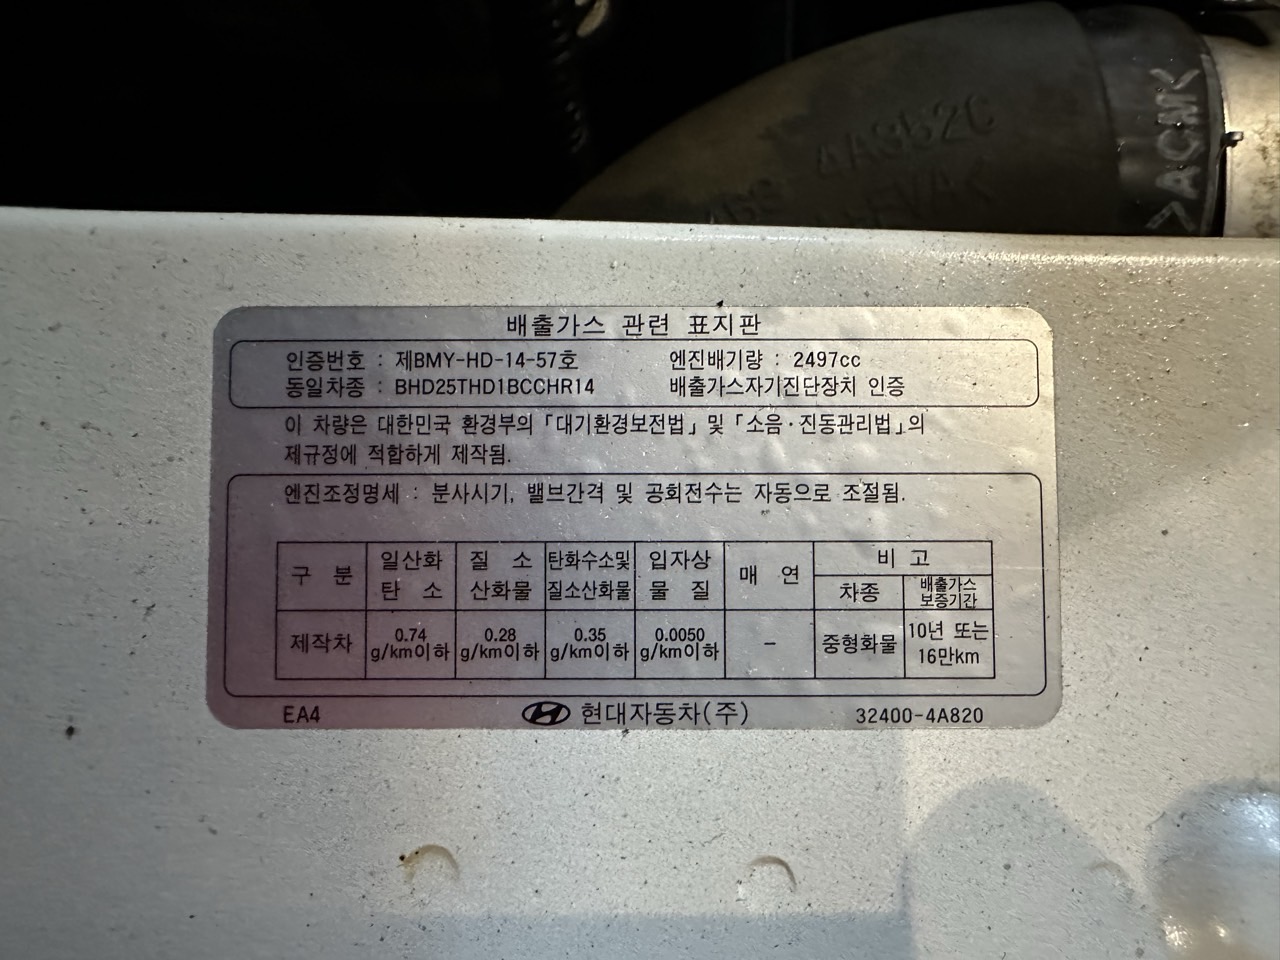 >ACMK
AA852C
배출가스 관련 표지판
인증번호 : 제BMY-HD-14-57호 엔진배기량 : 2497cc
동일차종 : BHD25THD1BCCHR14 배출가스자기진단장치 인증
이 차량은 대한민국 환경부의 「대기환경보전법」 및 「소음·진동관리법」의
제규정에 적합하게 제작됨.
엔진조정명세 : 분사시기, 밸브간격 및 공회전수는 자동으로 조절됨.
구 분 일산화탄 소 질 소산화물 탄화수소및질소산화물 입자상물 질 매 연 비 고
차종 배출가스보증기간
제작차 0.74 g/km이하 0.28 g/km이하 0.35 g/km이하 0.0050 g/km이하 - 중형화물 10년 또는 16만km
EA4 현대자동차(주) 32400-4A820